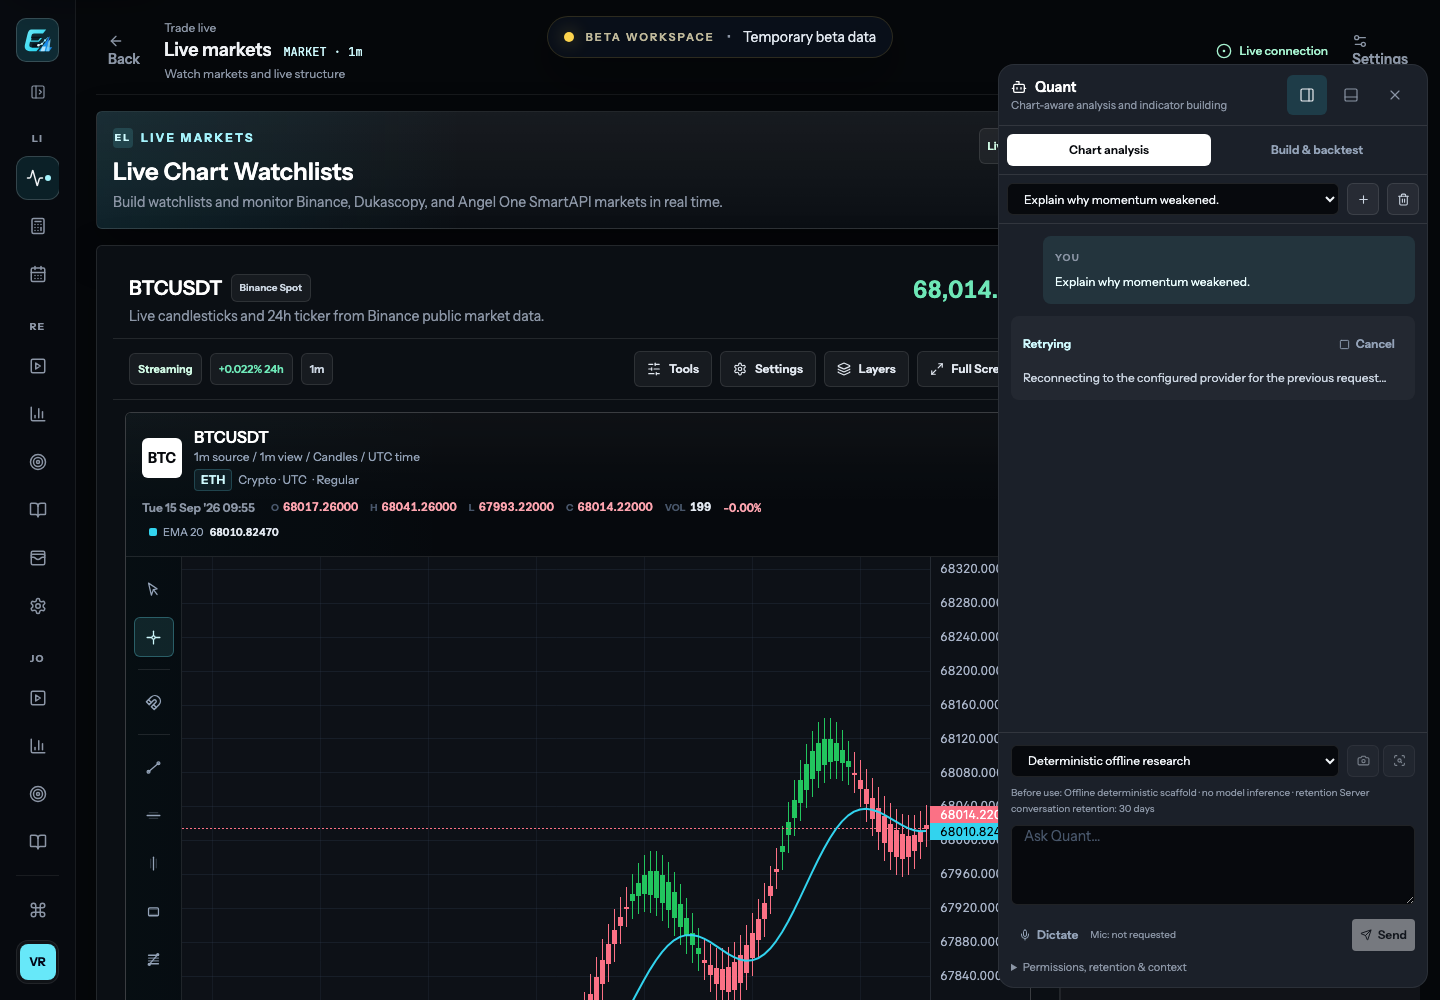 Back
Trade live
Live markets MARKET · 1m
Watch markets and live structure
BETA WORKSPACE · Temporary beta data
Live connection
Settings
LI
RE
JO
VR
EL LIVE MARKETS
Live Chart Watchlists
Build watchlists and monitor Binance, Dukascopy, and Angel One SmartAPI markets in real time.
BTCUSDT Binance Spot
68,014.
Live candlesticks and 24h ticker from Binance public market data.
Streaming +0.022% 24h 1m
Tools Settings Layers Full Scre
BTC
BTCUSDT
1m source / 1m view / Candles / UTC time
ETH Crypto · UTC · Regular
Tue 15 Sep '26 09:55 O 68017.26000 H 68041.26000 L 67993.22000 C 68014.22000 VOL 199 -0.00%
EMA 20 68010.82470
68320.000
68280.000
68240.000
68200.000
68160.000
68120.000
68080.000
68040.000
68014.220
68010.824
68000.000
67960.000
67920.000
67880.000
67840.000
Quant
Chart-aware analysis and indicator building
Chart analysis Build & backtest
Explain why momentum weakened.
YOU
Explain why momentum weakened.
Retrying Cancel
Reconnecting to the configured provider for the previous request...
Deterministic offline research
Before use: Offline deterministic scaffold · no model inference · retention Server
conversation retention: 30 days
Ask Quant...
Dictate Mic: not requested Send
Permissions, retention & context